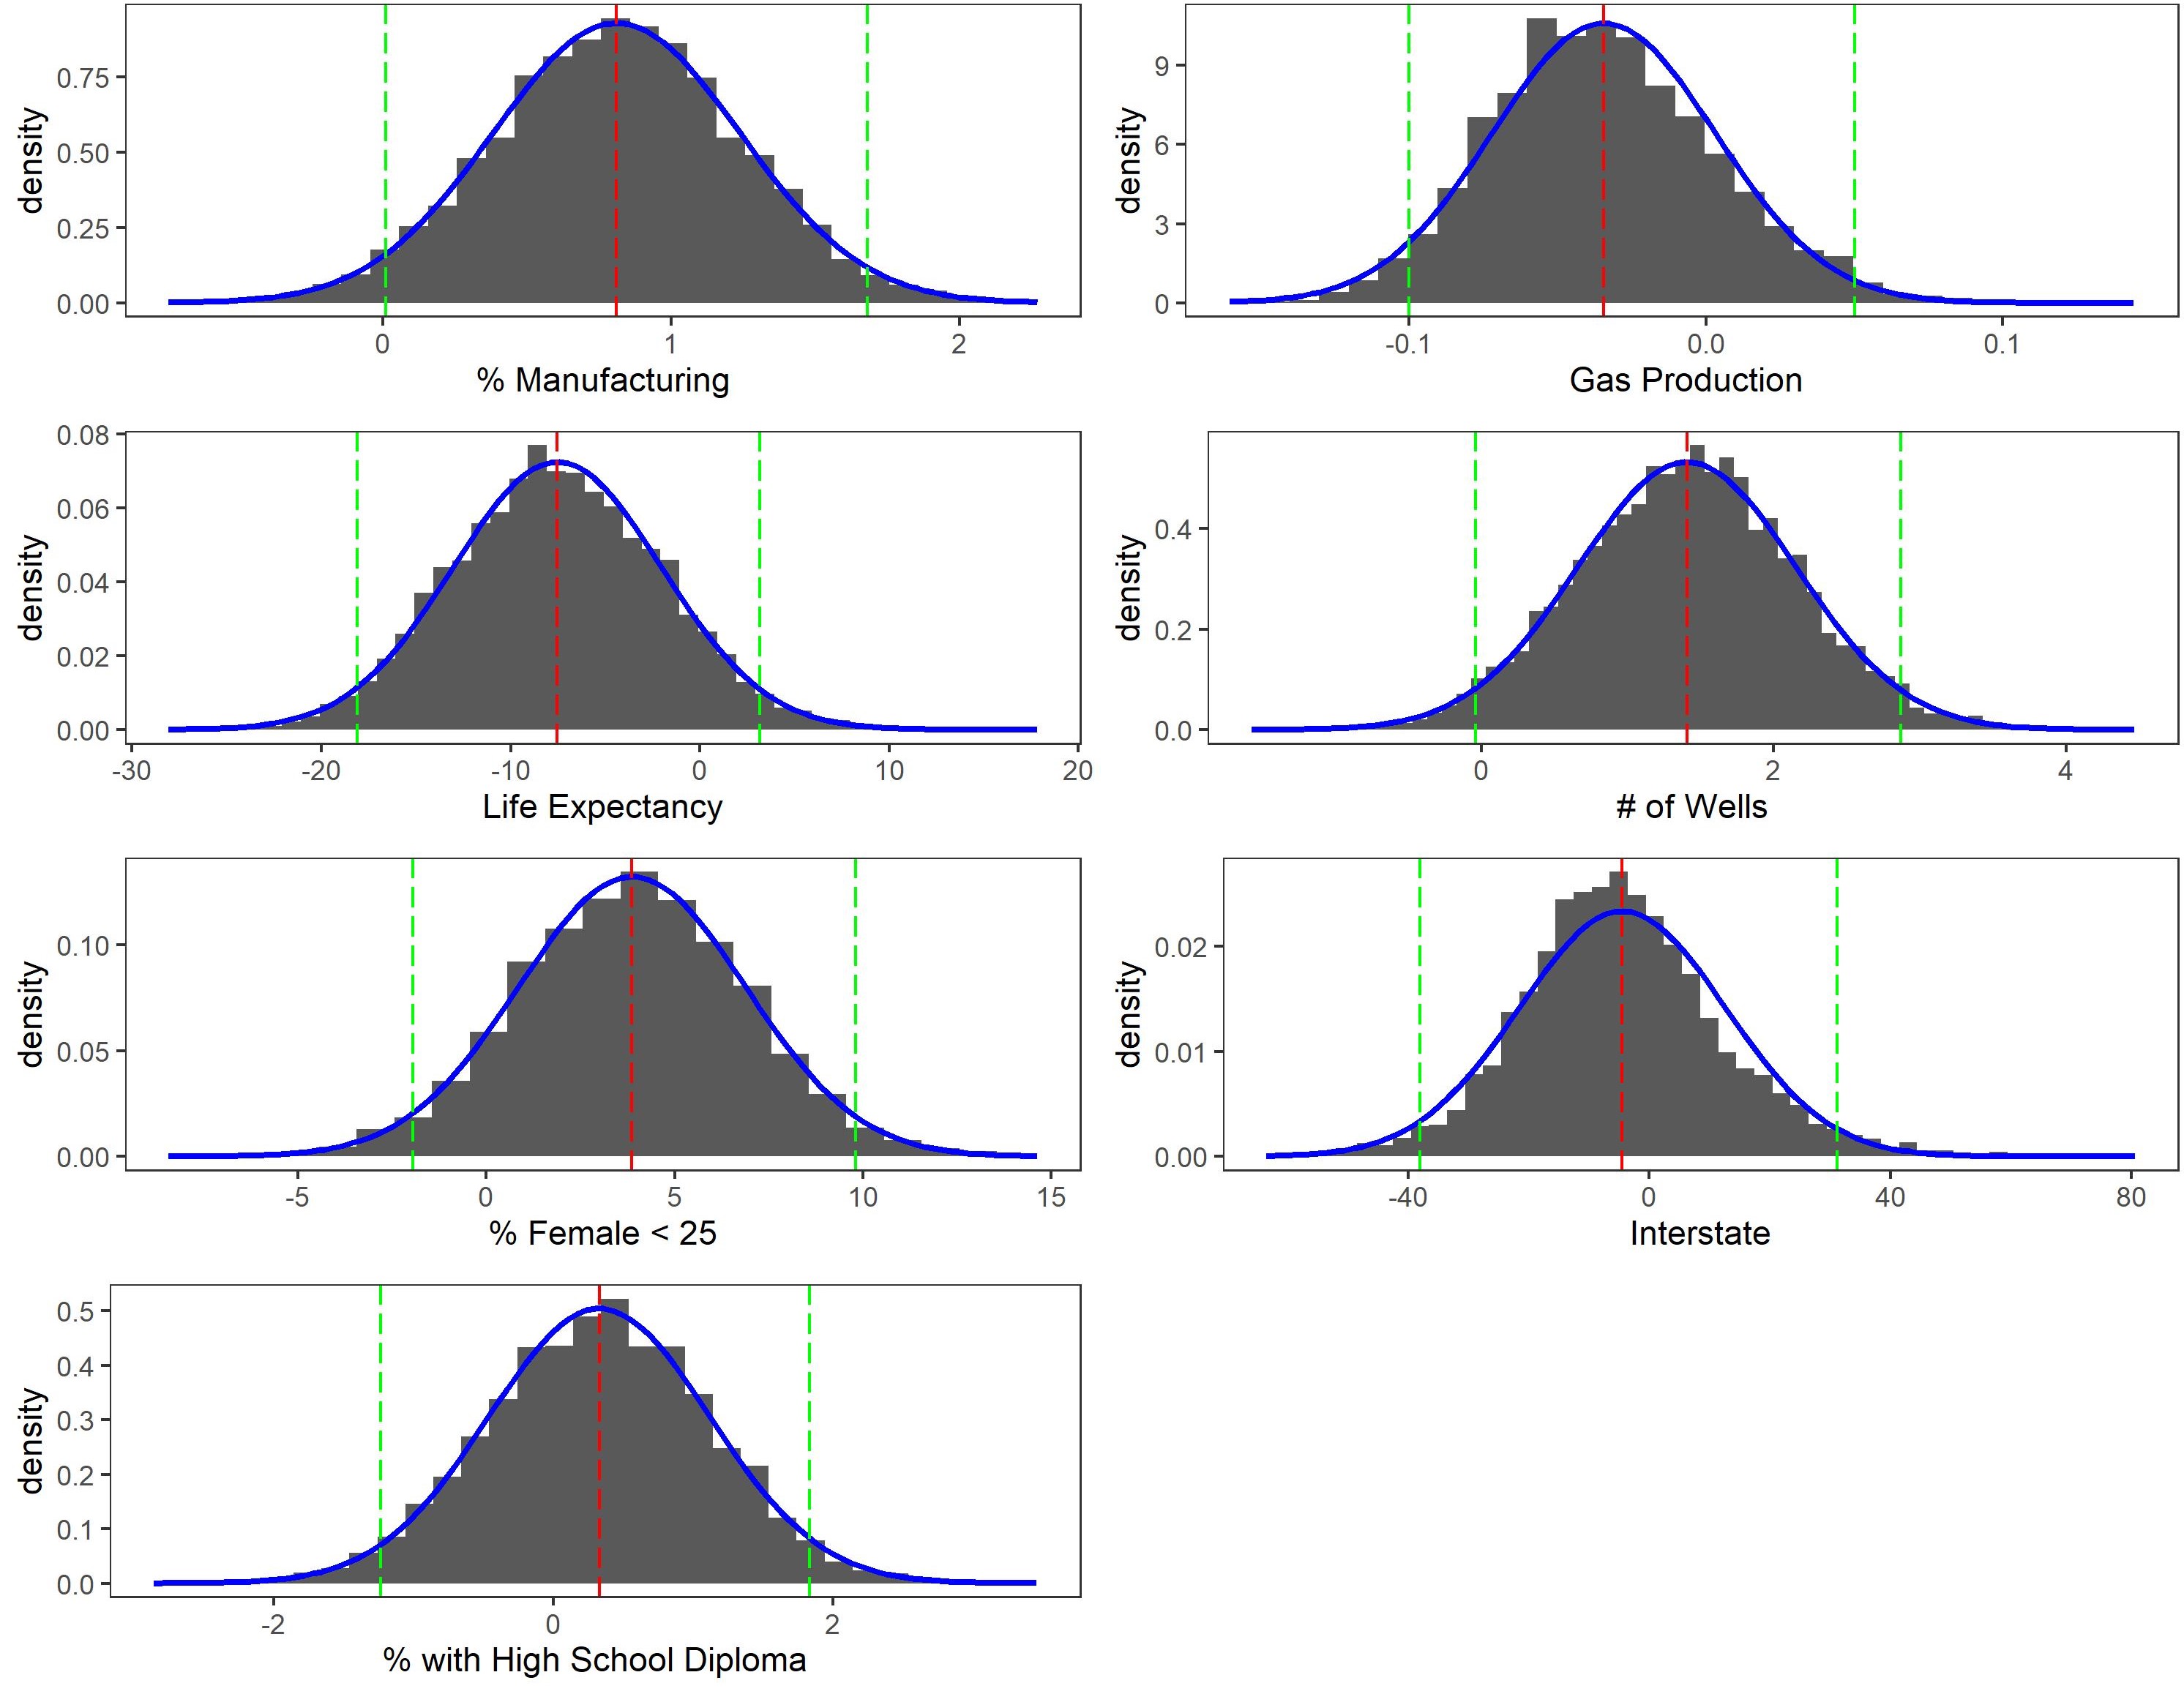 density
0.75
0.50
0.25
0.00
0 1 2
% Manufacturing
density
9
6
3
0
-0.1 0.0 0.1
Gas Production
density
0.08
0.06
0.04
0.02
0.00
-30 -20 -10 0 10 20
Life Expectancy
density
0.4
0.2
0.0
0 2 4
# of Wells
density
0.10
0.05
0.00
-5 0 5 10 15
% Female < 25
density
0.02
0.01
0.00
-40 0 40 80
Interstate
density
0.5
0.4
0.3
0.2
0.1
0.0
-2 0 2
% with High School Diploma